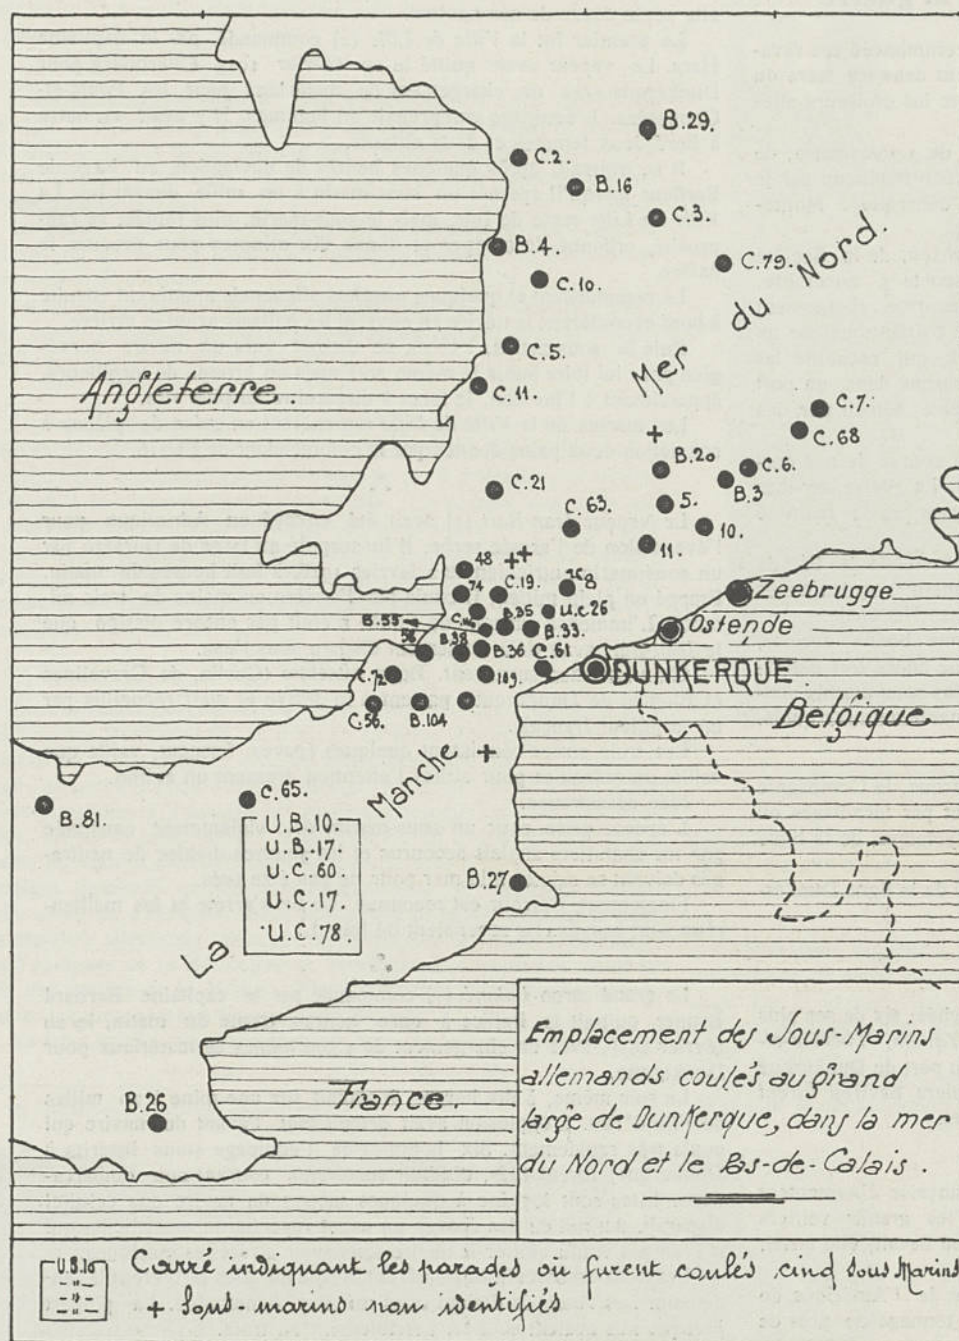 B.29.
C.2.
B.16
C.3.
B.4.
C.79.
C.10.
Mer du Nord.
C.5.
C.11.
Angleterre
C.7.
C.68
B.20
C.6.
B.3
C.21
5.
C.63.
10.
11.
48
74
C.19.
Zeebrugge
B.55
B.35
U.C.26
B.33.
Ostende
56
B.38
B.36
C.61
DUNKERQUE
C.72
109
C.56.
B.104
Belgique
La Manche
B.81.
C.65.
U.B.10.
U.B.17.
U.C.60.
U.C.17.
U.C.78.
B.27
B.26
France.
Emplacement des Sous-Marins
allemands coulés au grand
large de Dunkerque, dans la mer
du Nord et le Pas-de-Calais.
U.B.10
Carré indiquant les parages où furent coulés cinq Sous Marins
+ Sous-marins non identifiés